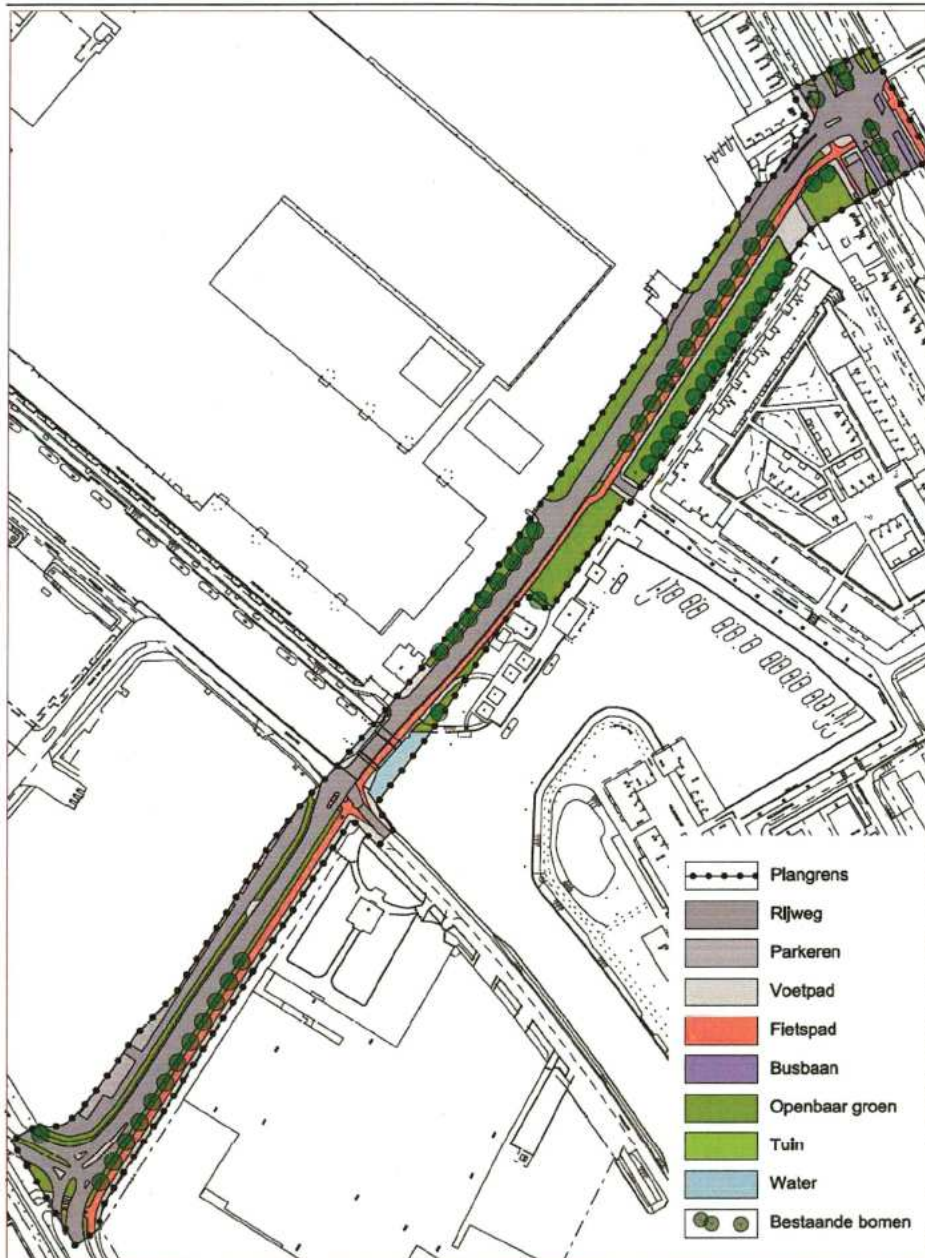 Plangrens
Rijweg
Parkeren
Voetpad
Fietspad
Busbaan
Openbaar groen
Tuin
Water
Bestaande bomen